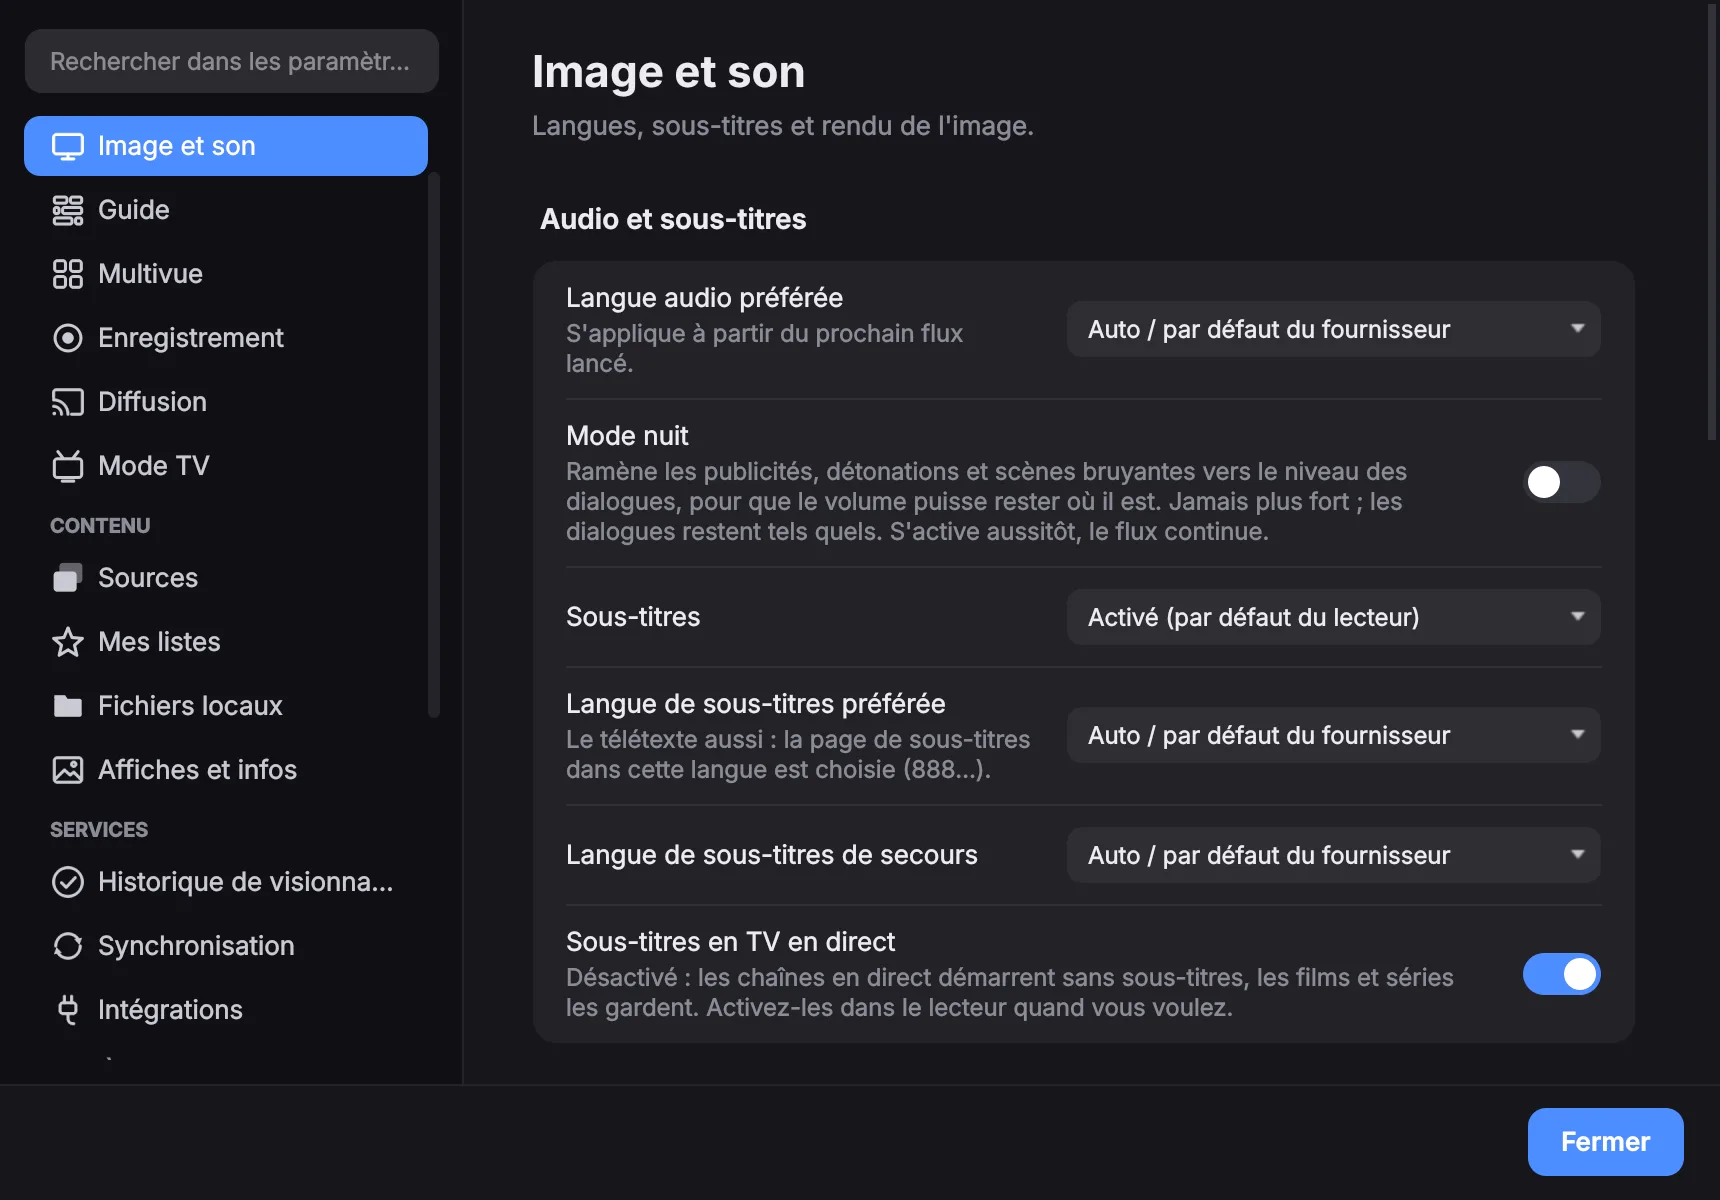 Rechercher dans les paramètr...
Image et son
Guide
Multivue
Enregistrement
Diffusion
Mode TV
CONTENU
Sources
Mes listes
Fichiers locaux
Affiches et infos
SERVICES
Historique de visionna...
Synchronisation
Intégrations
Image et son
Langues, sous-titres et rendu de l'image.
Audio et sous-titres
Langue audio préférée
S'applique à partir du prochain flux
lancé.
Auto / par défaut du fournisseur
Mode nuit
Ramène les publicités, détonations et scènes bruyantes vers le niveau des
dialogues, pour que le volume puisse rester où il est. Jamais plus fort ; les
dialogues restent tels quels. S'active aussitôt, le flux continue.
Sous-titres
Activé (par défaut du lecteur)
Langue de sous-titres préférée
Le télétexte aussi : la page de sous-titres
dans cette langue est choisie (888...).
Auto / par défaut du fournisseur
Langue de sous-titres de secours
Auto / par défaut du fournisseur
Sous-titres en TV en direct
Désactivé : les chaînes en direct démarrent sans sous-titres, les films et séries
les gardent. Activez-les dans le lecteur quand vous voulez.
Fermer